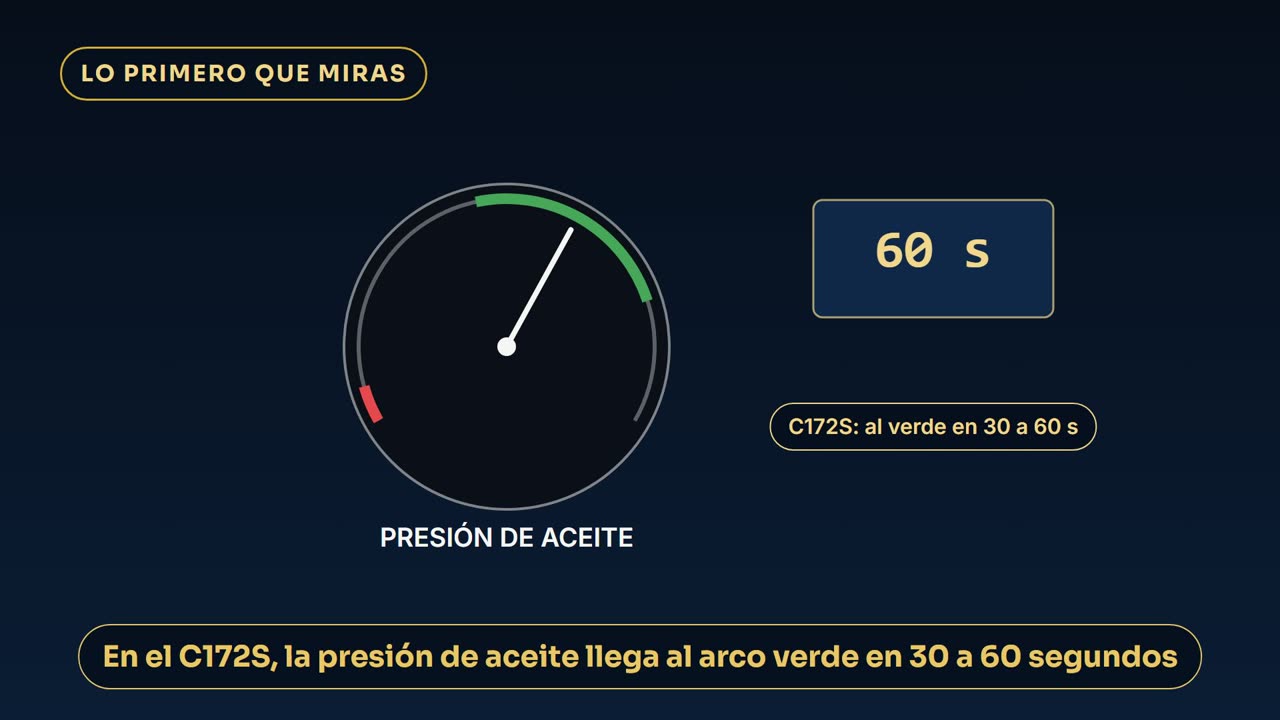 LO PRIMERO QUE MIRAS
60 s
C172S: al verde en 30 a 60 s
PRESIÓN DE ACEITE
En el C172S, la presión de aceite llega al arco verde en 30 a 60 segundos